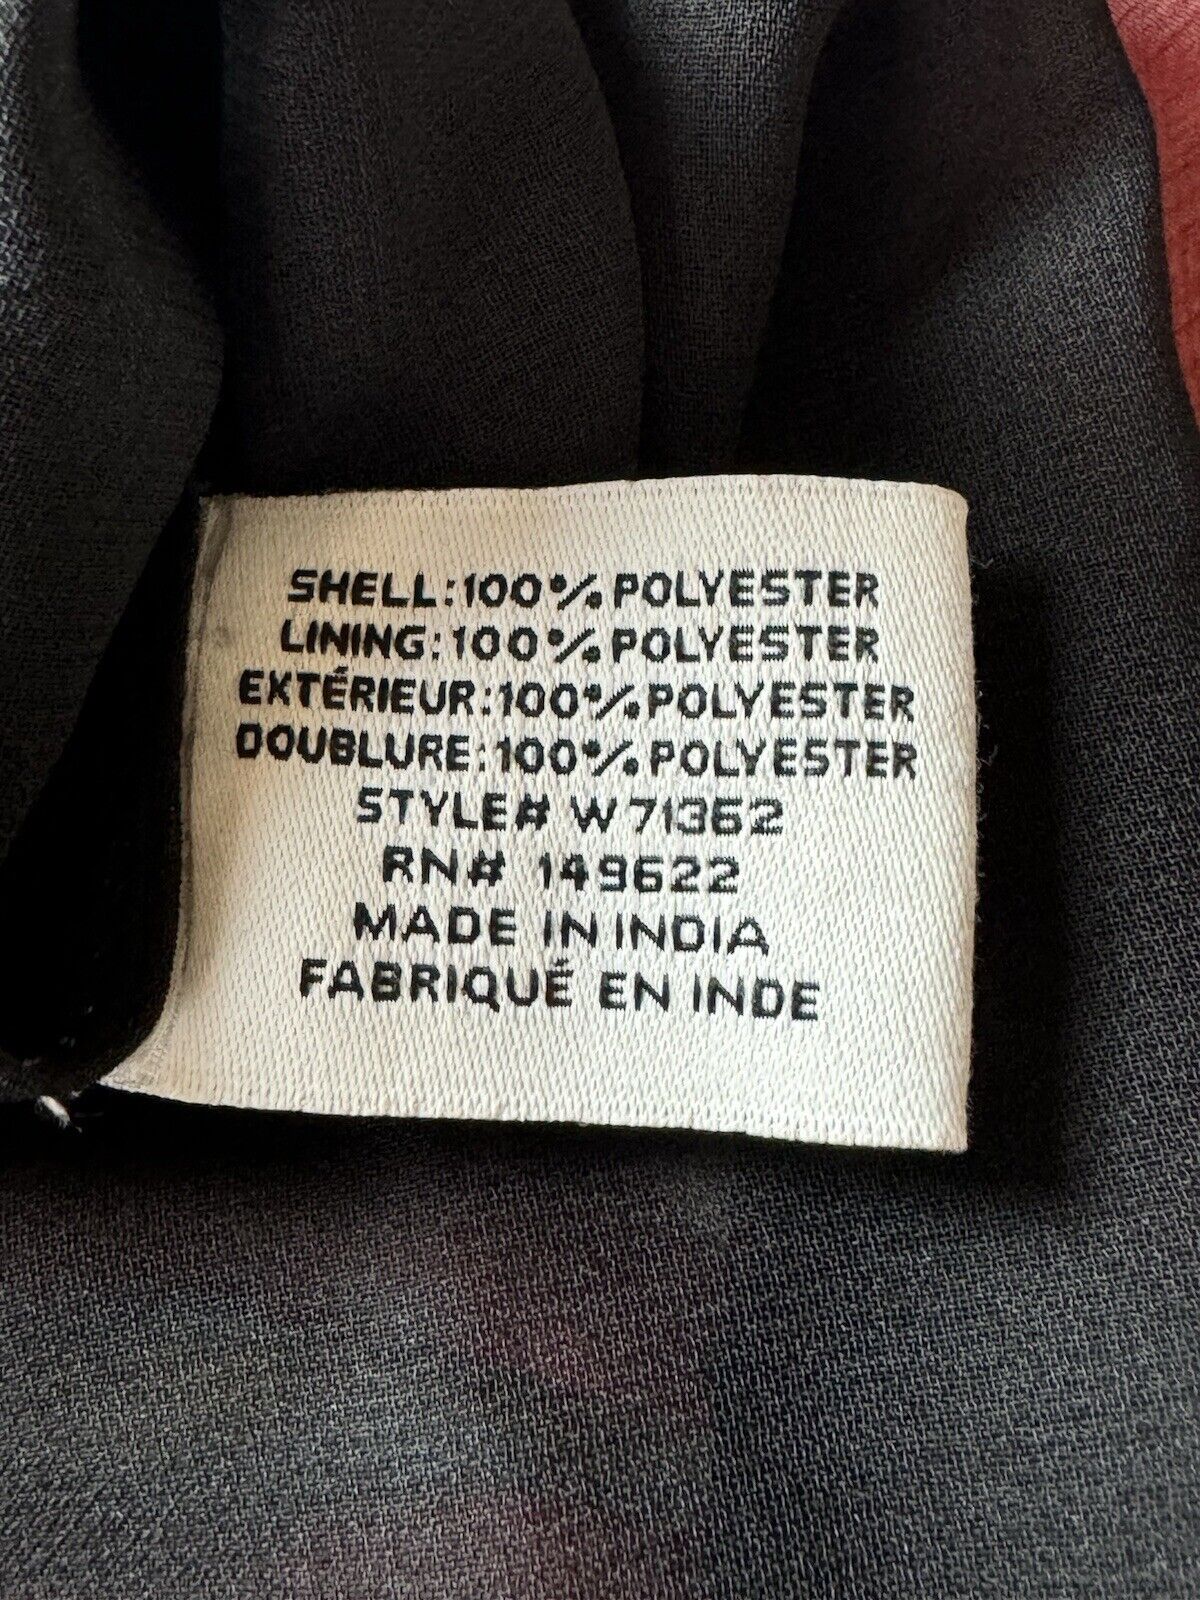 SHELL:100% POLYESTER
LINING:100% POLYESTER
EXTÉRIEUR:100% POLYESTER
DOUBLURE:100% POLYESTER
STYLE# W71362
RN# 149622
MADE IN INDIA
FABRIQUÉ EN INDE